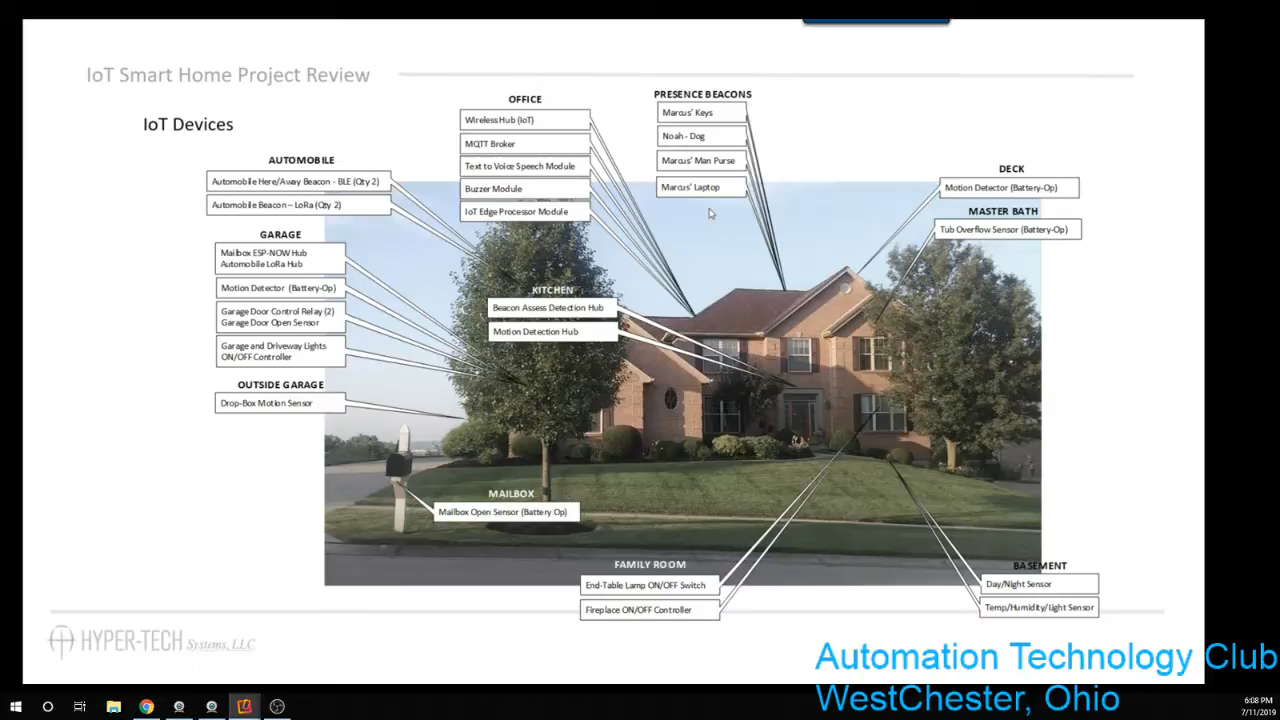 IoT Smart Home Project Review
IoT Devices
AUTOMOBILE
Automobile Here/Away Beacon - BLE (Qty 2)
Automobile Beacon – LoRa (Qty 2)
GARAGE
Mailbox ESP-NOW Hub
Automobile LoRa Hub
Motion Detector (Battery-Op)
Garage Door Control Relay (2)
Garage Door Open Sensor
Garage and Driveway Lights
ON/OFF Controller
OUTSIDE GARAGE
Drop-Box Motion Sensor
OFFICE
Wireless Hub (IoT)
MQTT Broker
Text to Voice Speech Module
Buzzer Module
IoT Edge Processor Module
PRESENCE BEACONS
Marcus' Keys
Noah - Dog
Marcus' Man Purse
Marcus' Laptop
DECK
Motion Detector (Battery-Op)
MASTER BATH
Tub Overflow Sensor (Battery-Op)
KITCHEN
Beacon Assess Detection Hub
Motion Detection Hub
MAILBOX
Mailbox Open Sensor (Battery Op)
FAMILY ROOM
End-Table Lamp ON/OFF Switch
Fireplace ON/OFF Controller
BASEMENT
Day/Night Sensor
Temp/Humidity/Light Sensor
HYPER-TECH Systems, LLC
Automation Technology Club
WestChester, Ohio
6:08 PM
7/11/2019